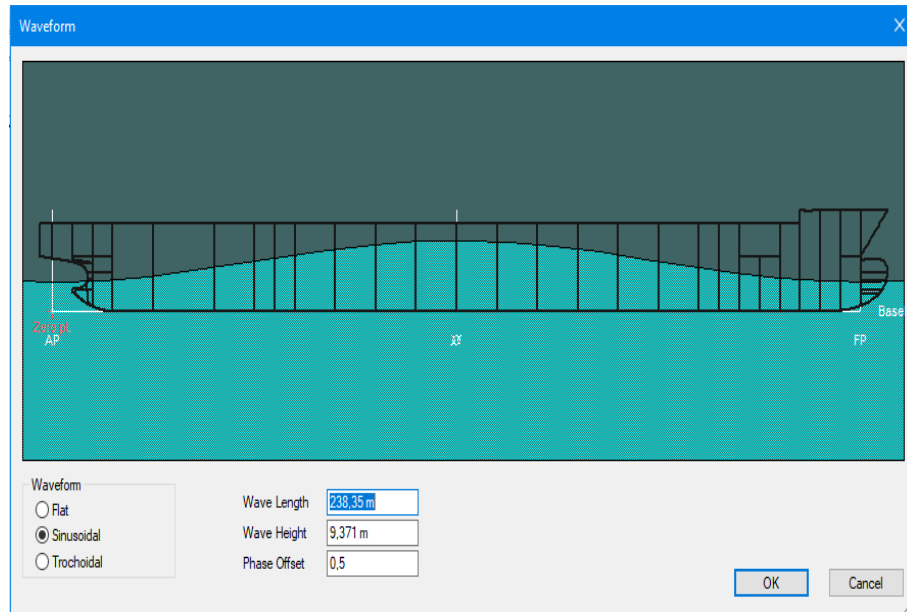 Waveform
Base
Zero pt.
AP
FP
Waveform
Flat
Sinusoidal
Trochoidal
Wave Length 238,35 m
Wave Height 9,371 m
Phase Offset 0,5
OK Cancel